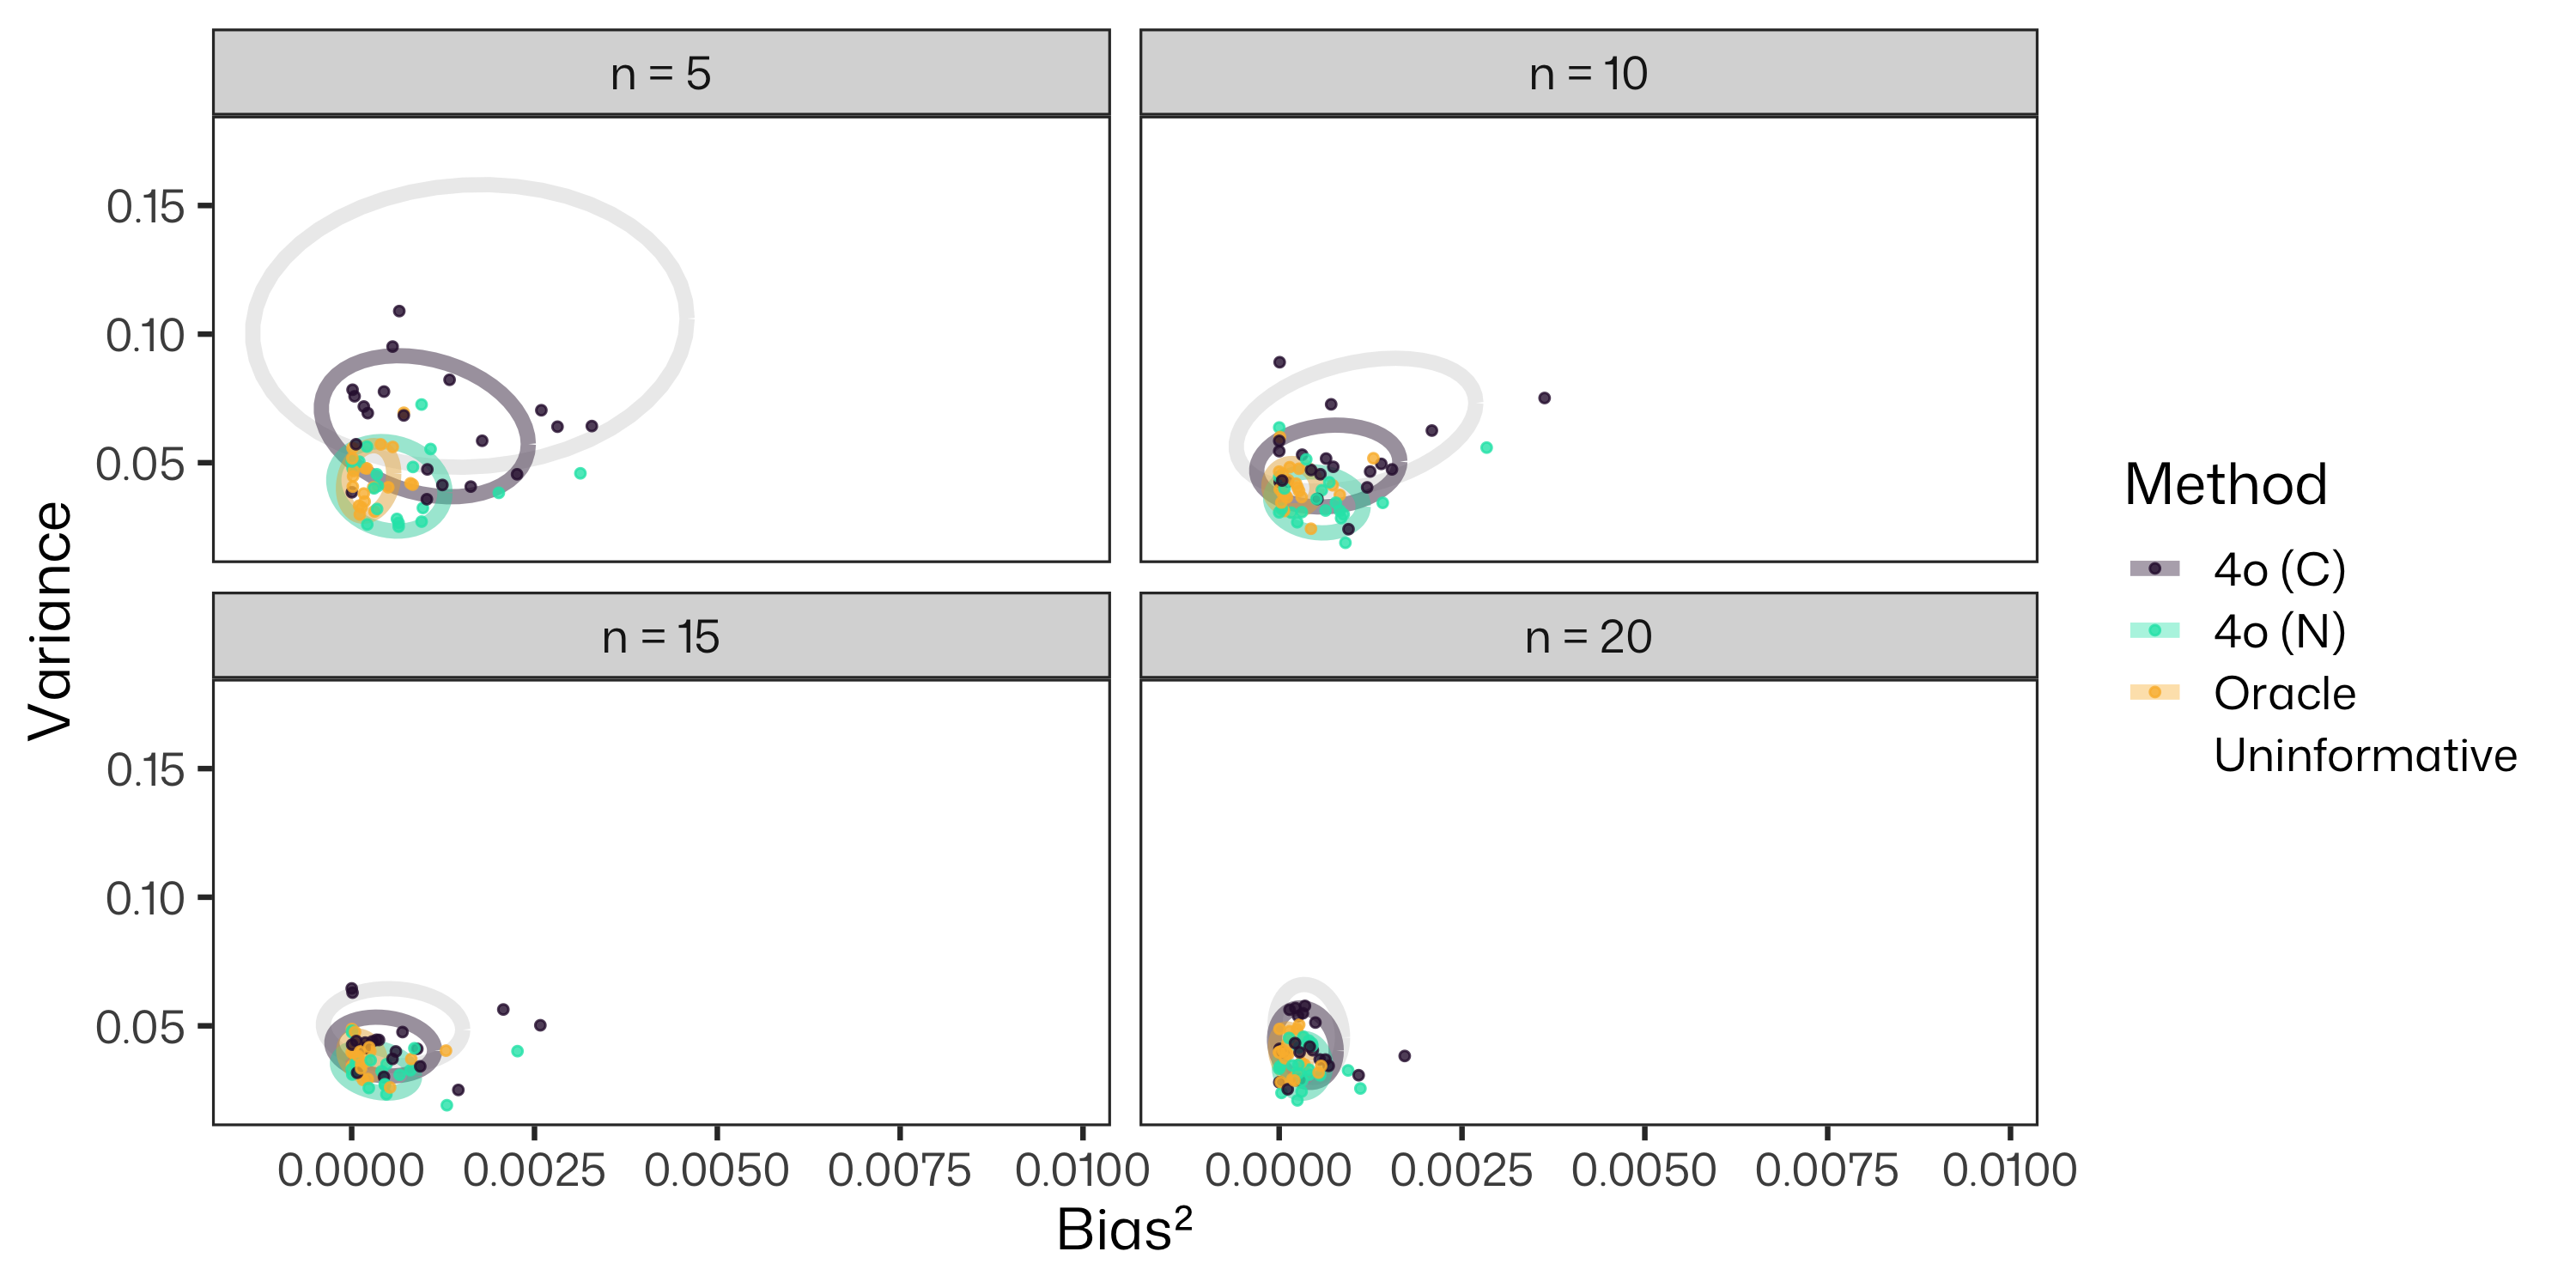 n = 5
n = 10
0.15
0.10
0.05
n = 15
n = 20
0.15
0.10
0.05
0.0000 0.0025 0.0050 0.0075 0.0100
0.0000 0.0025 0.0050 0.0075 0.0100
Bias²
Variance
Method
4o (C)
4o (N)
Oracle
Uninformative